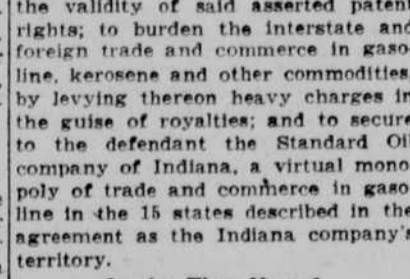 the validity of said asserted patent
rights; to burden the interstate and
foreign trade and commerce in gaso-
line, kerosene and other commodities
by levying thereon heavy charges in
the guise of royalties; and to secure
to the defendant the Standard Oil
company of Indiana, a virtual mono-
poly of trade and commerce in gaso-
line in the 15 states described in the
agreement as the Indiana company's
territory.